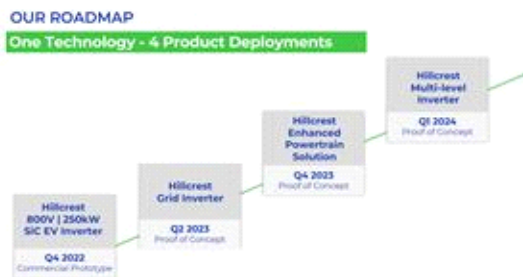 OUR ROADMAP
One Technology - 4 Product Deployments
Hillcrest
Multi-level
Inverter
Q1 2024
Proof of Concept
Hillcrest
Enhanced
Powertrain
Solution
Q4 2023
Proof of Concept
Hillcrest
Grid Inverter
Q2 2023
Proof of Concept
Hillcrest
800V | 250kW
SiC EV Inverter
Q4 2022
Commercial Prototype